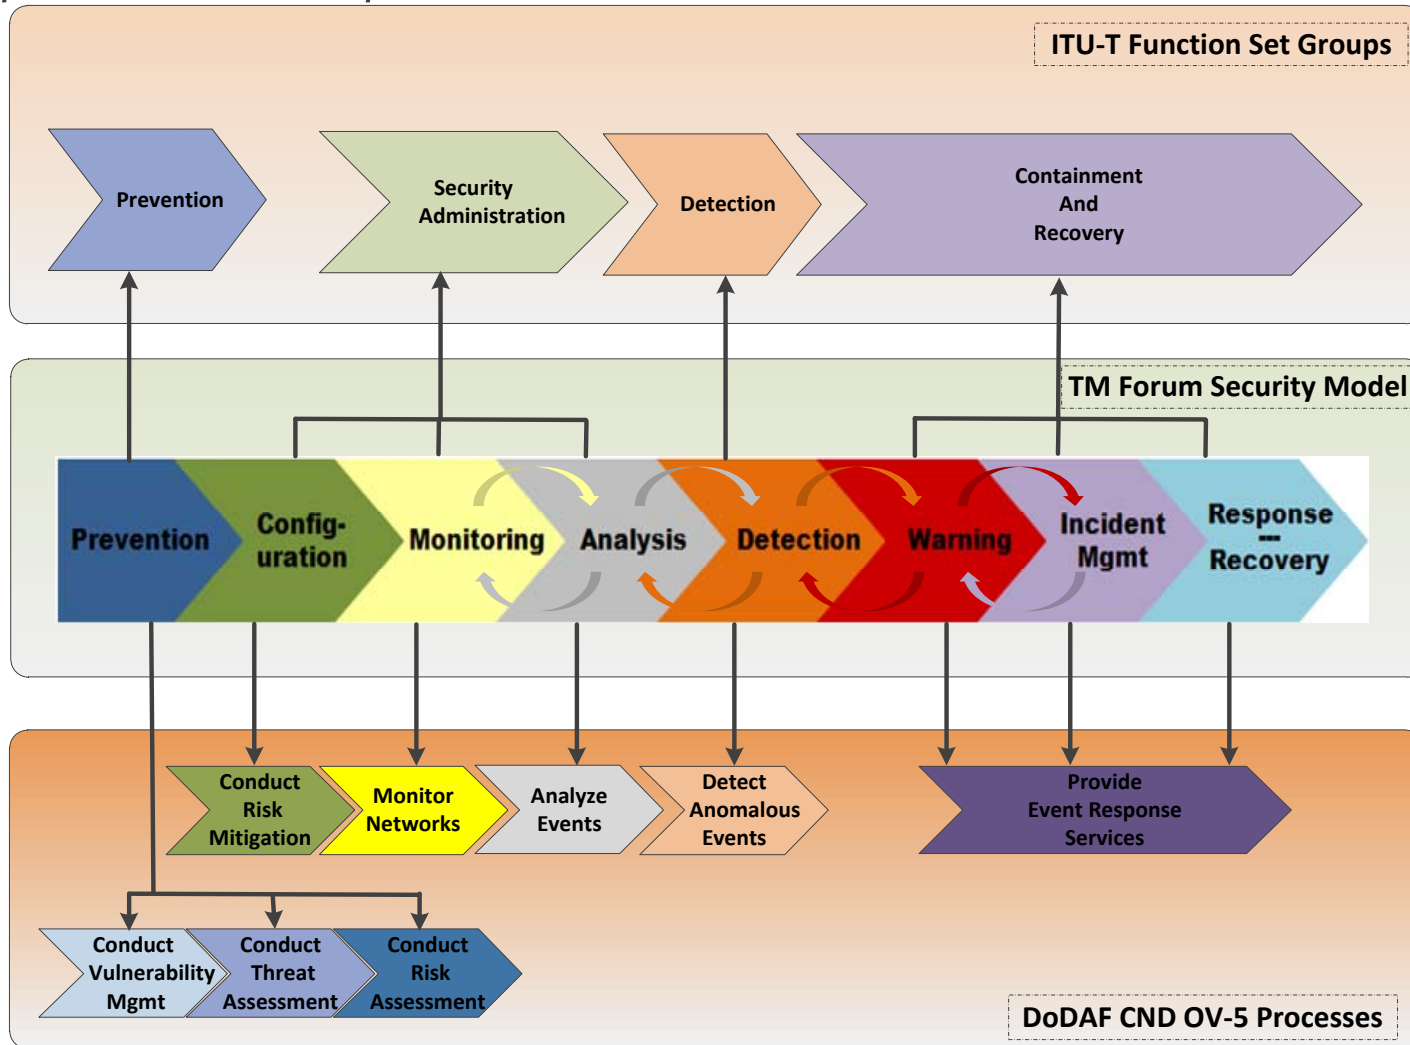 ITU-T Function Set Groups
Prevention
Security
Administration
Detection
Containment
And
Recovery
TM Forum Security Model
Prevention
Config-
uration
Monitoring
Analysis
Detection
Warning
Incident
Mgmt
Response
---
Recovery
Conduct
Risk
Mitigation
Monitor
Networks
Analyze
Events
Detect
Anomalous
Events
Provide
Event Response
Services
Conduct
Vulnerability
Mgmt
Conduct
Threat
Assessment
Conduct
Risk
Assessment
DoDAF CND OV-5 Processes